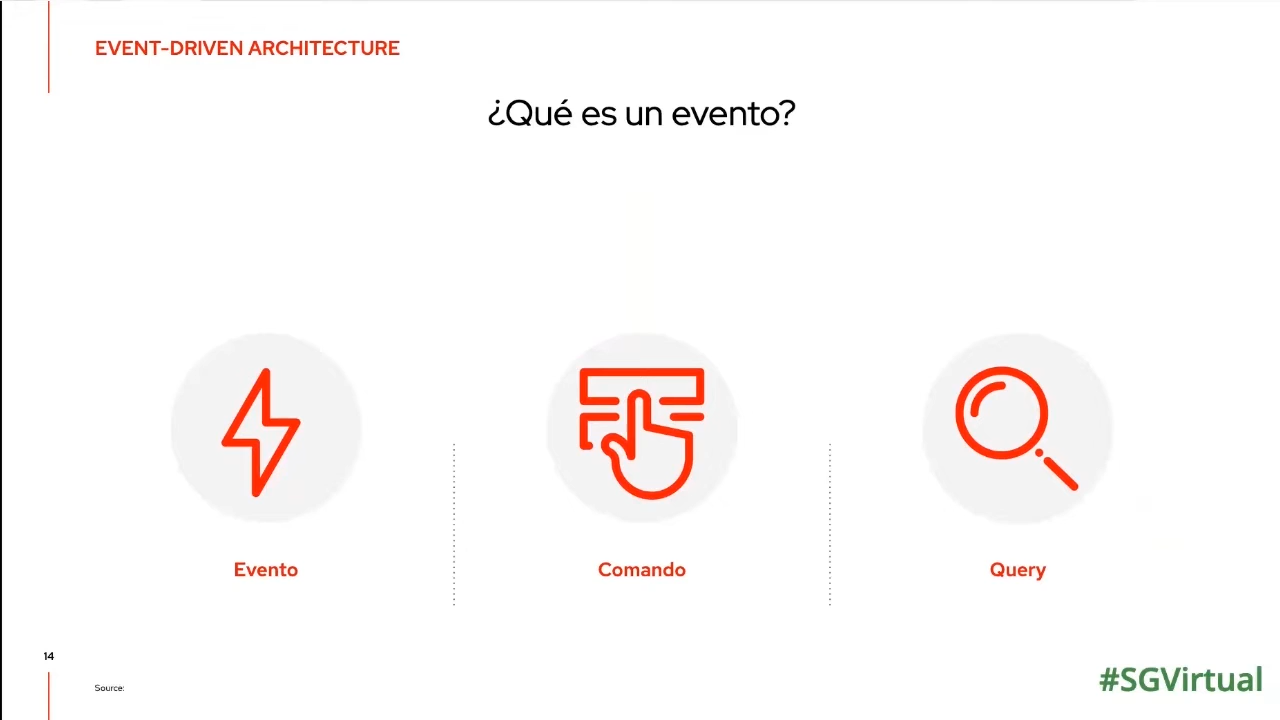 EVENT-DRIVEN ARCHITECTURE
¿Qué es un evento?
Evento
Comando
Query
14
Source:
#SGVirtual